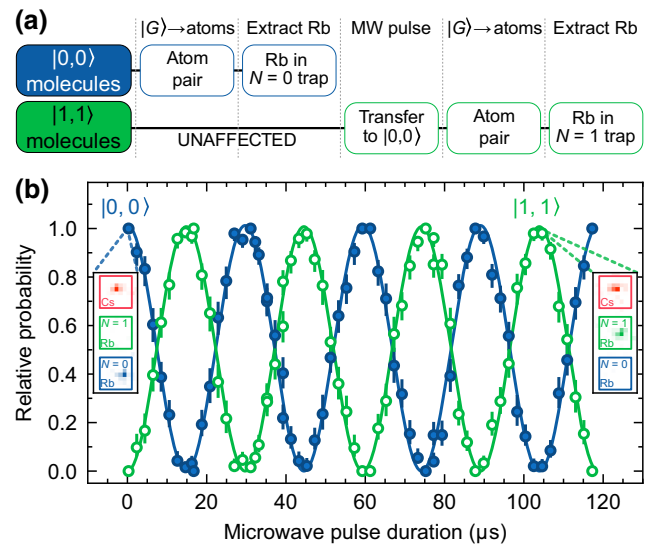 (a)
|G⟩→atoms Extract Rb MW pulse |G⟩→atoms Extract Rb
|0,0⟩
molecules
Atom
pair
Rb in
N = 0 trap
|1,1⟩
molecules
UNAFFECTED
Transfer
to |0,0⟩
Atom
pair
Rb in
N = 1 trap
(b)
|0, 0⟩
|1, 1⟩
Relative probability
1.0
0.8
0.6
0.4
0.2
0.0
Cs
N = 1
Rb
N = 0
Rb
Cs
N = 1
Rb
N = 0
Rb
0 20 40 60 80 100 120
Microwave pulse duration (μs)